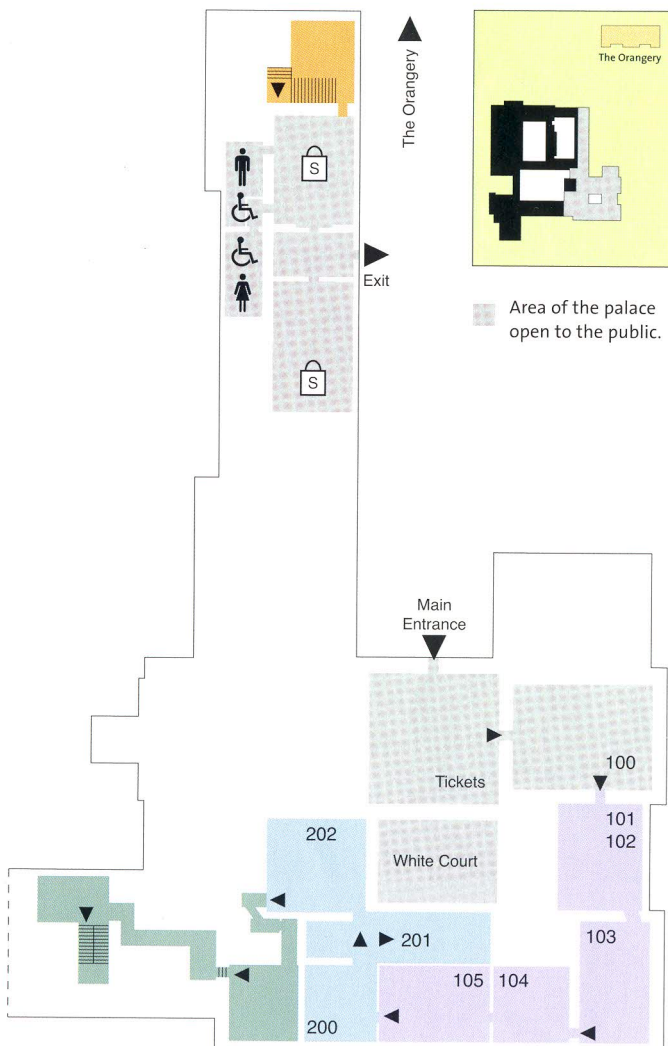 The Orangery
The Orangery
S
Exit
Area of the palace
open to the public.
S
Main
Entrance
Tickets
100
101
102
202
White Court
103
201
105
104
200